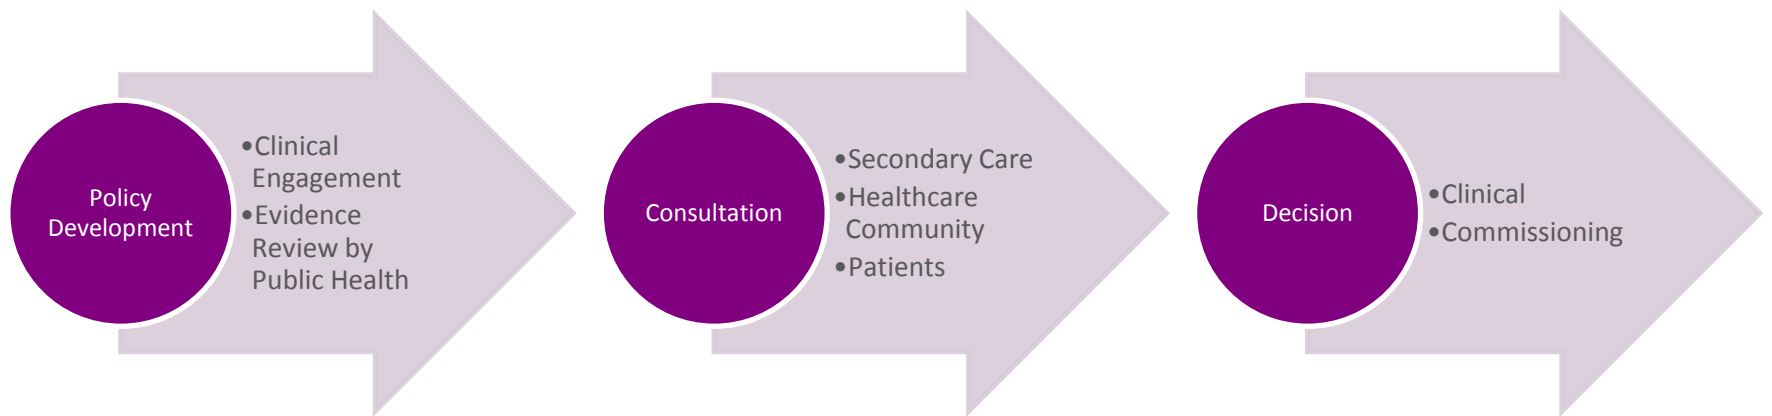 Policy
Development
•Clinical
Engagement
•Evidence
Review by
Public Health
Consultation
•Secondary Care
•Healthcare
Community
•Patients
Decision
•Clinical
•Commissioning